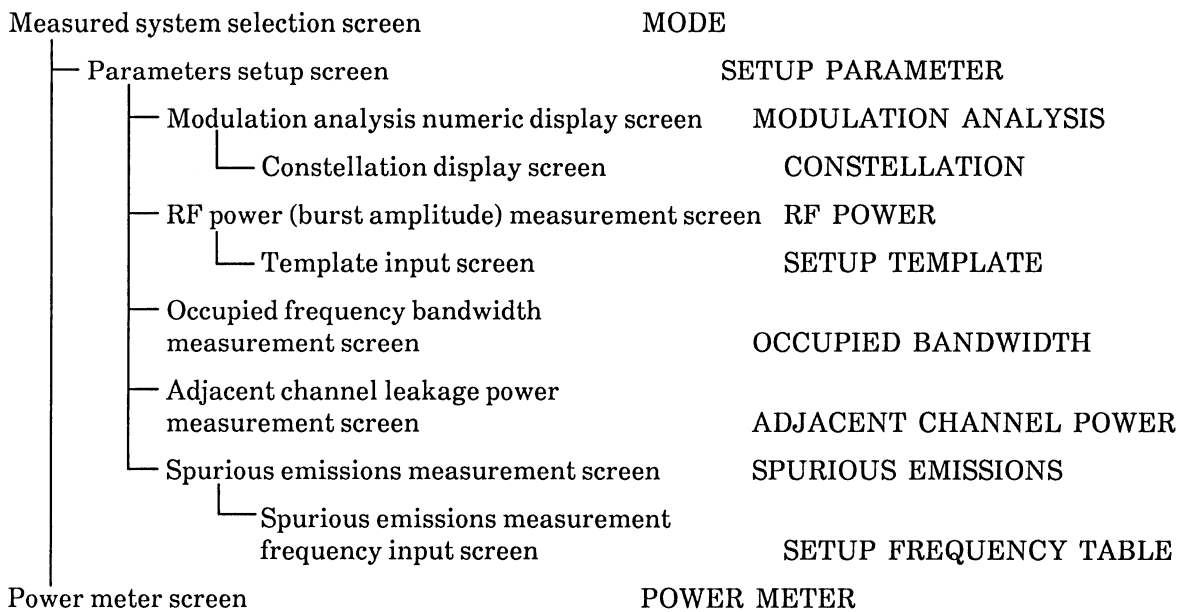 Measured system selection screen MODE
Parameters setup screen SETUP PARAMETER
Modulation analysis numeric display screen MODULATION ANALYSIS
Constellation display screen CONSTELLATION
RF power (burst amplitude) measurement screen RF POWER
Template input screen SETUP TEMPLATE
Occupied frequency bandwidth
measurement screen OCCUPIED BANDWIDTH
Adjacent channel leakage power
measurement screen ADJACENT CHANNEL POWER
Spurious emissions measurement screen SPURIOUS EMISSIONS
Spurious emissions measurement
frequency input screen SETUP FREQUENCY TABLE
Power meter screen POWER METER